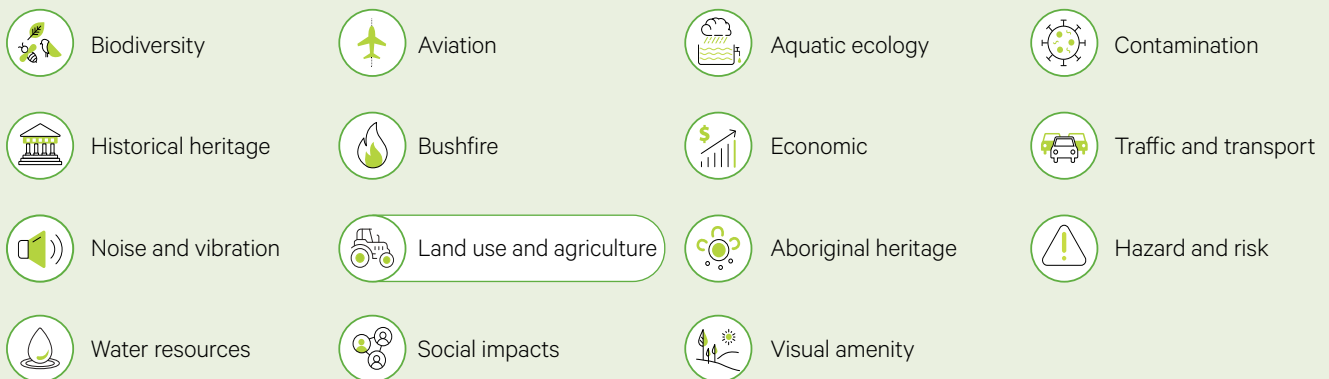 Biodiversity
Aviation
Aquatic ecology
Contamination
Historical heritage
Bushfire
$
Economic
Traffic and transport
Noise and vibration
Land use and agriculture
Aboriginal heritage
Hazard and risk
Water resources
Social impacts
Visual amenity